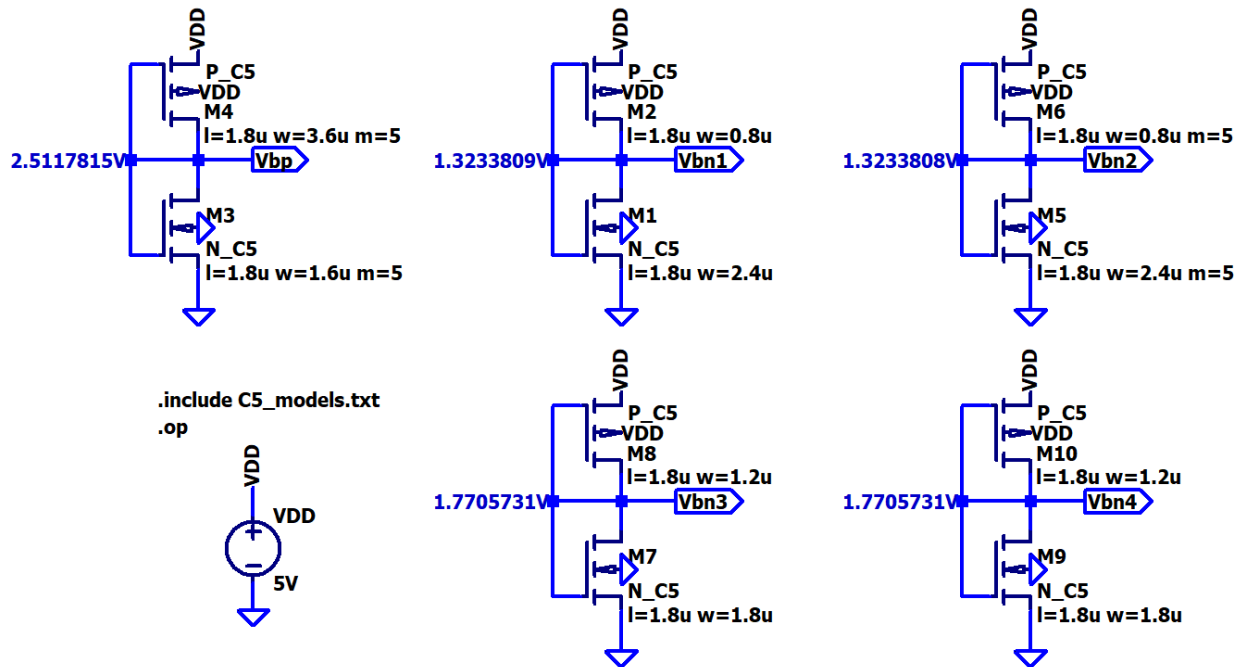 VDD
P_C5
VDD
M4
l=1.8u w=3.6u m=5
2.5117815V
Vbp
M3
N_C5
l=1.8u w=1.6u m=5
VDD
P_C5
VDD
M2
l=1.8u w=0.8u
1.3233809V
Vbn1
M1
N_C5
l=1.8u w=2.4u
VDD
P_C5
VDD
M6
l=1.8u w=0.8u m=5
1.3233808V
Vbn2
M5
N_C5
l=1.8u w=2.4u m=5
.include C5_models.txt
.op
VDD
VDD
5V
VDD
P_C5
VDD
M8
l=1.8u w=1.2u
1.7705731V
Vbn3
M7
N_C5
l=1.8u w=1.8u
VDD
P_C5
VDD
M10
l=1.8u w=1.2u
1.7705731V
Vbn4
M9
N_C5
l=1.8u w=1.8u